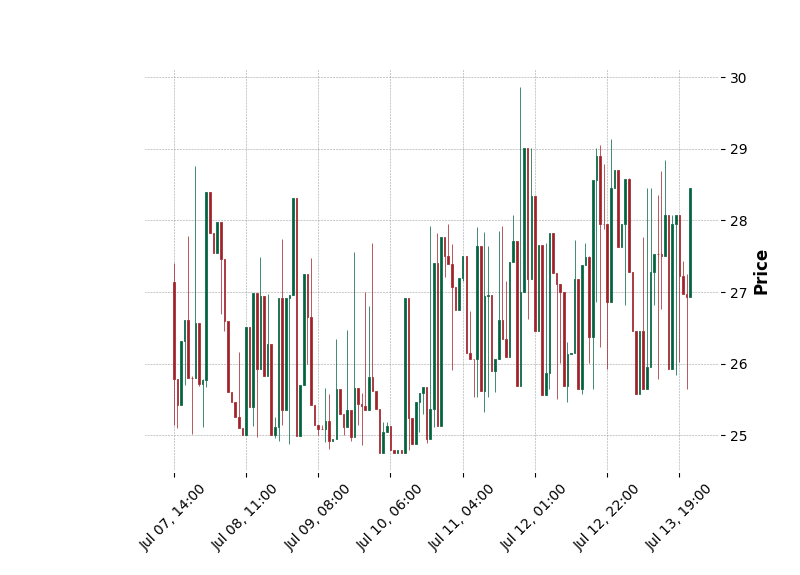 30
29
28
27
26
25
Price
Jul 07, 14:00
Jul 08, 11:00
Jul 09, 08:00
Jul 10, 06:00
Jul 11, 04:00
Jul 12, 01:00
Jul 12, 22:00
Jul 13, 19:00